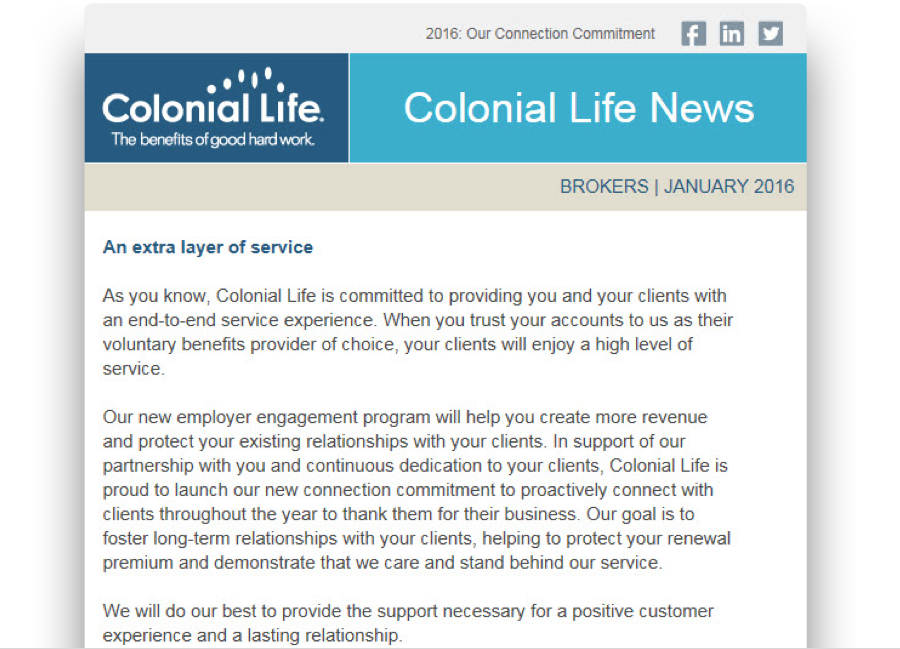 2016: Our Connection Commitment
Colonial Life.
The benefits of good hard work.
Colonial Life News
BROKERS | JANUARY 2016
An extra layer of service
As you know, Colonial Life is committed to providing you and your clients with
an end-to-end service experience. When you trust your accounts to us as their
voluntary benefits provider of choice, your clients will enjoy a high level of
service.
Our new employer engagement program will help you create more revenue
and protect your existing relationships with your clients. In support of our
partnership with you and continuous dedication to your clients, Colonial Life is
proud to launch our new connection commitment to proactively connect with
clients throughout the year to thank them for their business. Our goal is to
foster long-term relationships with your clients, helping to protect your renewal
premium and demonstrate that we care and stand behind our service.
We will do our best to provide the support necessary for a positive customer
experience and a lasting relationship.